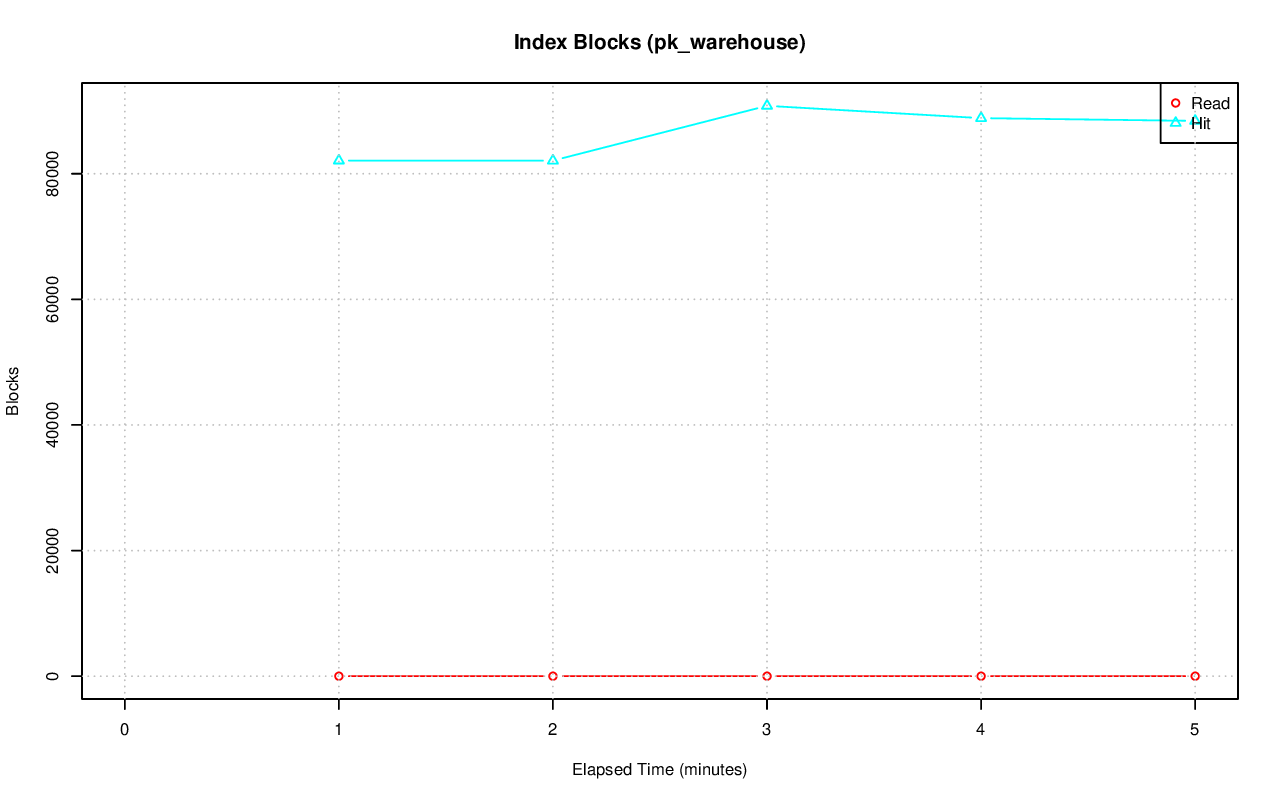 Index Blocks (pk_warehouse)
Read
Hit
80000
60000
40000
20000
0
Blocks
0 1 2 3 4 5
Elapsed Time (minutes)